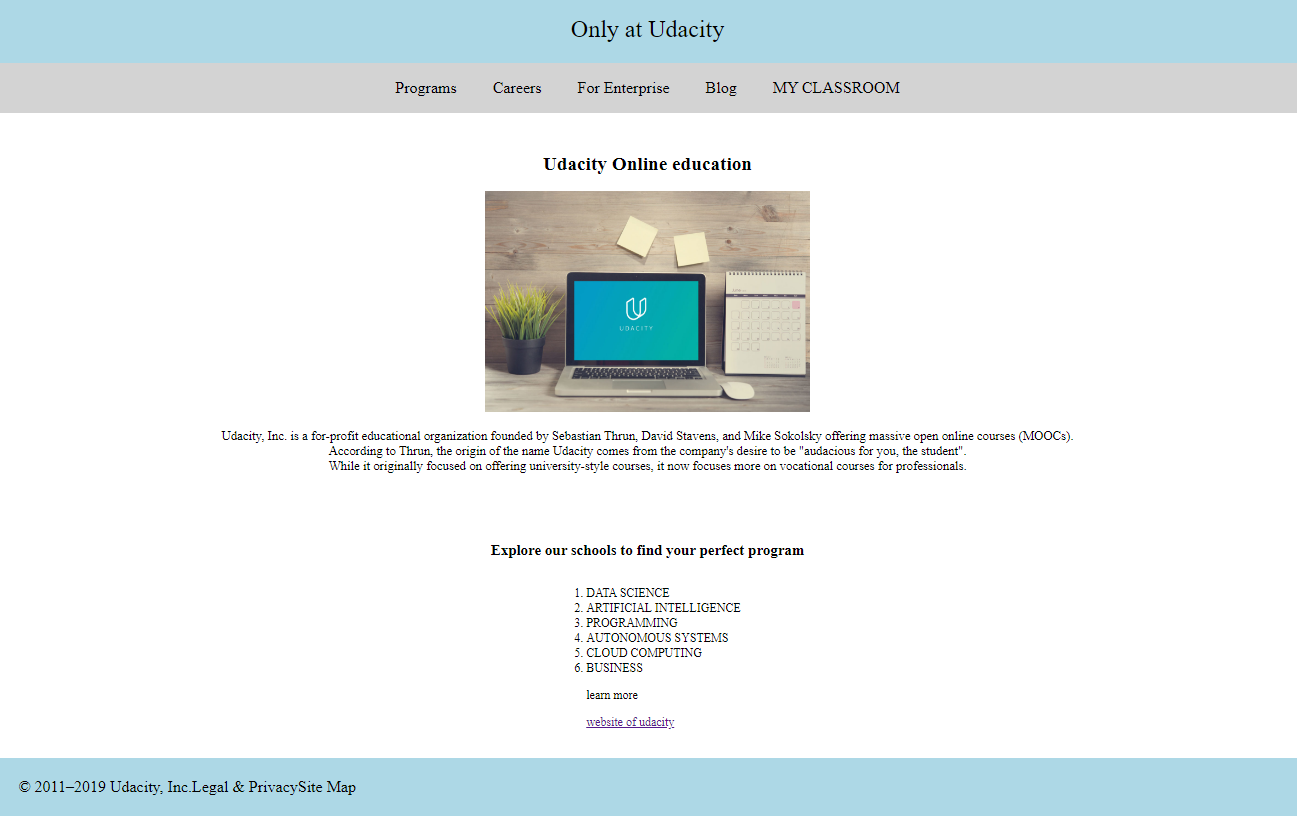 Only at Udacity
Programs Careers For Enterprise Blog MY CLASSROOM
Udacity Online education
UDACITY
Udacity, Inc. is a for-profit educational organization founded by Sebastian Thrun, David Stavens, and Mike Sokolsky offering massive open online courses (MOOCs).
According to Thrun, the origin of the name Udacity comes from the company's desire to be "audacious for you, the student".
While it originally focused on offering university-style courses, it now focuses more on vocational courses for professionals.
Explore our schools to find your perfect program
1. DATA SCIENCE
2. ARTIFICIAL INTELLIGENCE
3. PROGRAMMING
4. AUTONOMOUS SYSTEMS
5. CLOUD COMPUTING
6. BUSINESS
learn more
website of udacity
© 2011–2019 Udacity, Inc.Legal & PrivacySite Map